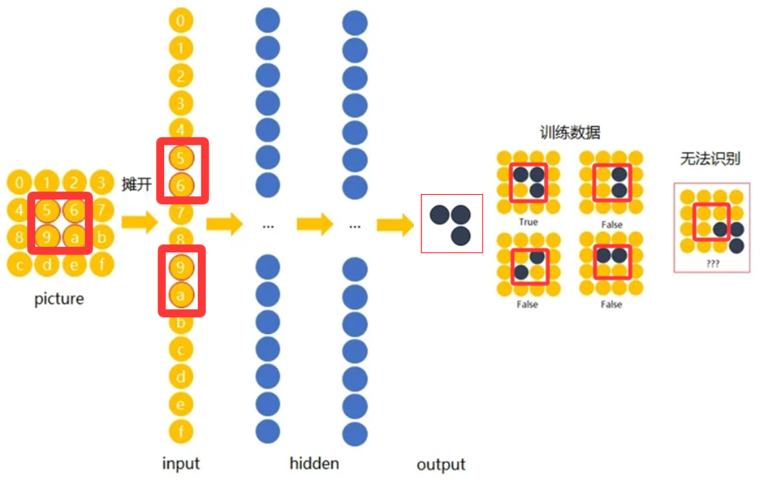 0 1 2 3
4 5 6 7
8 9 a b
c d e f
picture
摊开
0
1
2
3
4
5
6
7
8
9
a
b
c
d
e
f
input
...
...
hidden
output
训练数据
True
False
False
False
无法识别
???